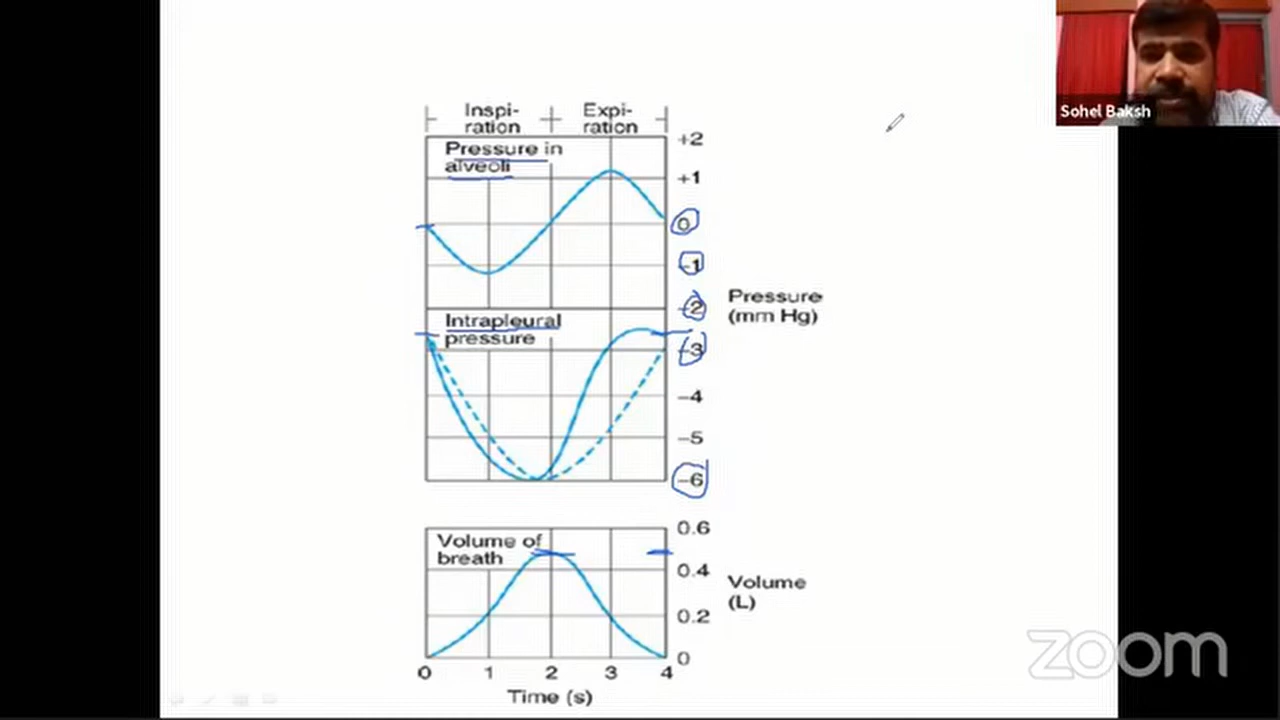 Sohel Baksh
Inspi-
ration
Expi-
ration
Pressure in
alveoli
+2
+1
0
-1
-2
Intrapleural
pressure
-3
-4
-5
-6
Pressure
(mm Hg)
Volume of
breath
0.6
0.4
0.2
0
Volume
(L)
0 1 2 3 4
Time (s)
zoom